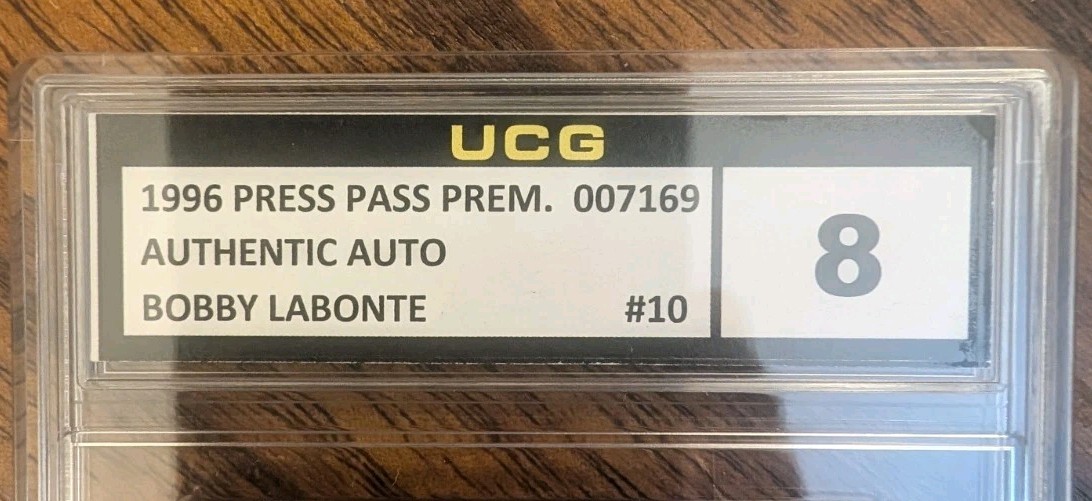 UCG
1996 PRESS PASS PREM. 007169
AUTHENTIC AUTO
BOBBY LABONTE #10
8